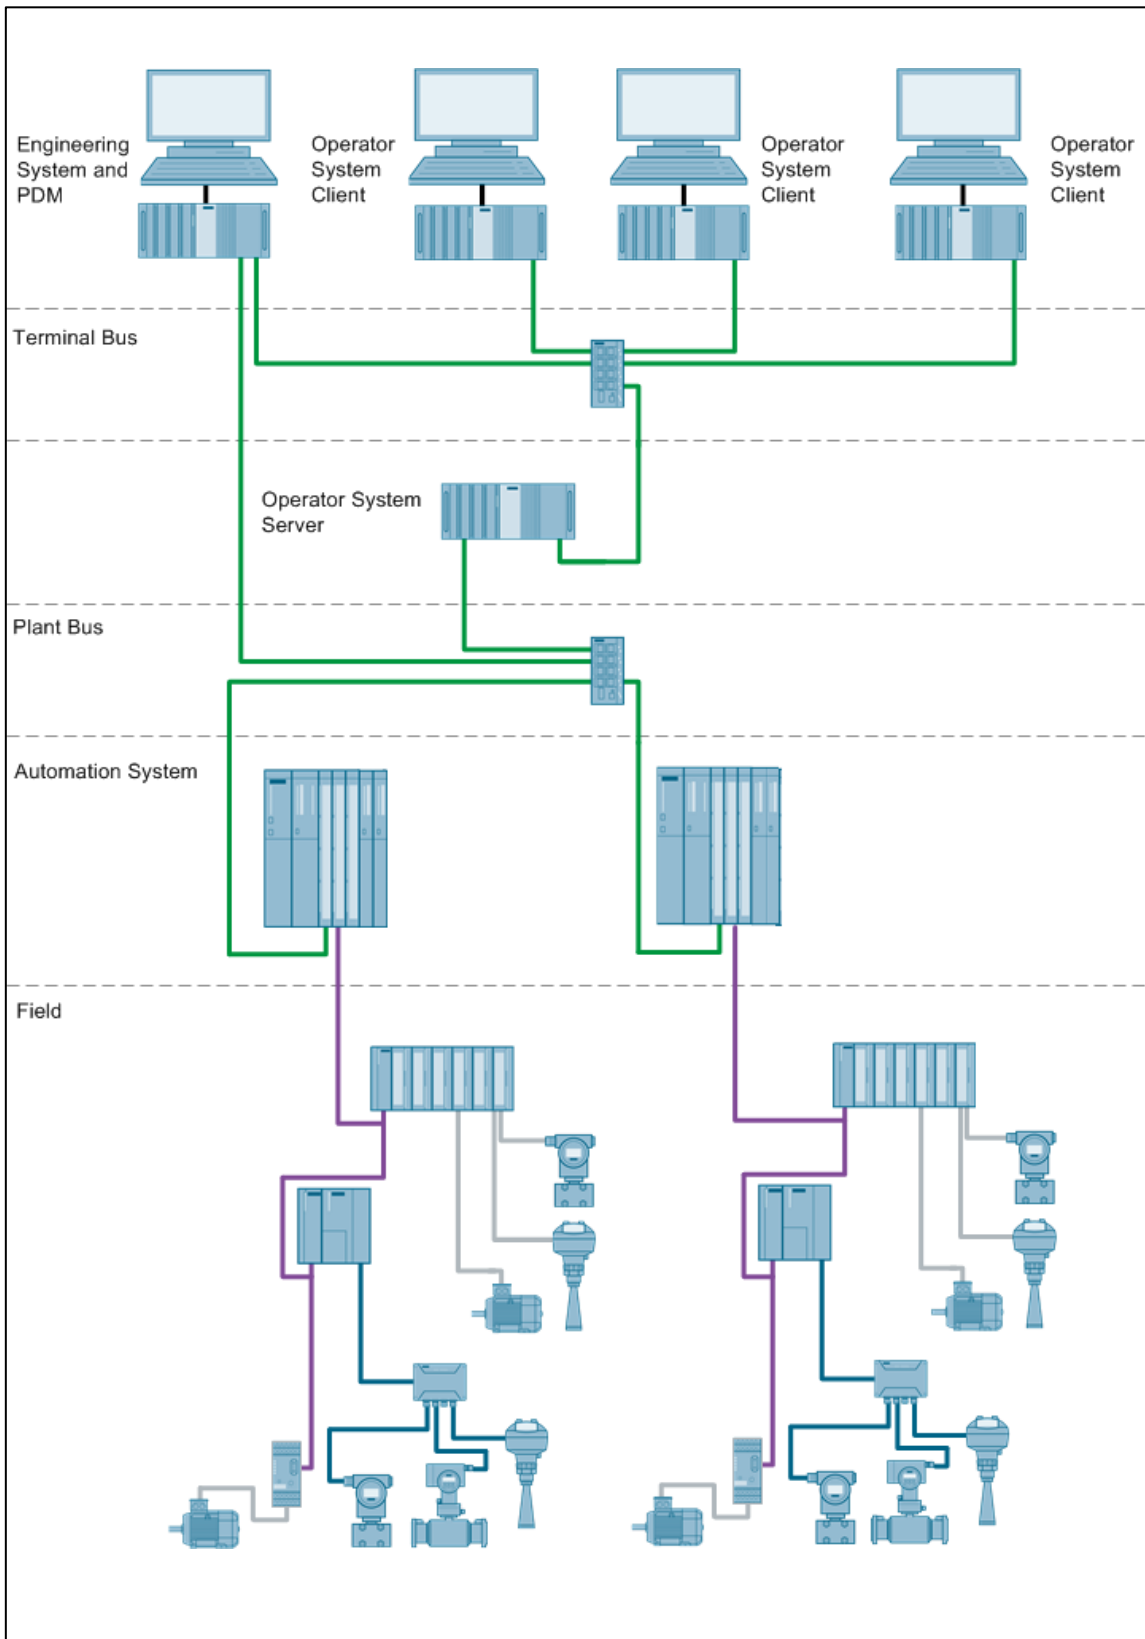 Engineering
System and
PDM
Operator
System
Client
Operator
System
Client
Operator
System
Client
Terminal Bus
Operator System
Server
Plant Bus
Automation System
Field